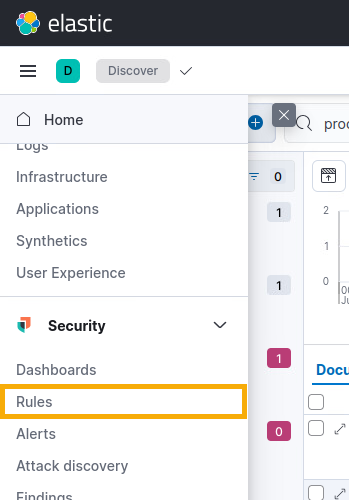 elastic
D Discover
Home
proc
Logs
Infrastructure
0
Applications
1
2
Synthetics
1
User Experience
1
0
Security
1
Dashboards
Docu
Rules
Alerts
0
Attack discovery
Findings